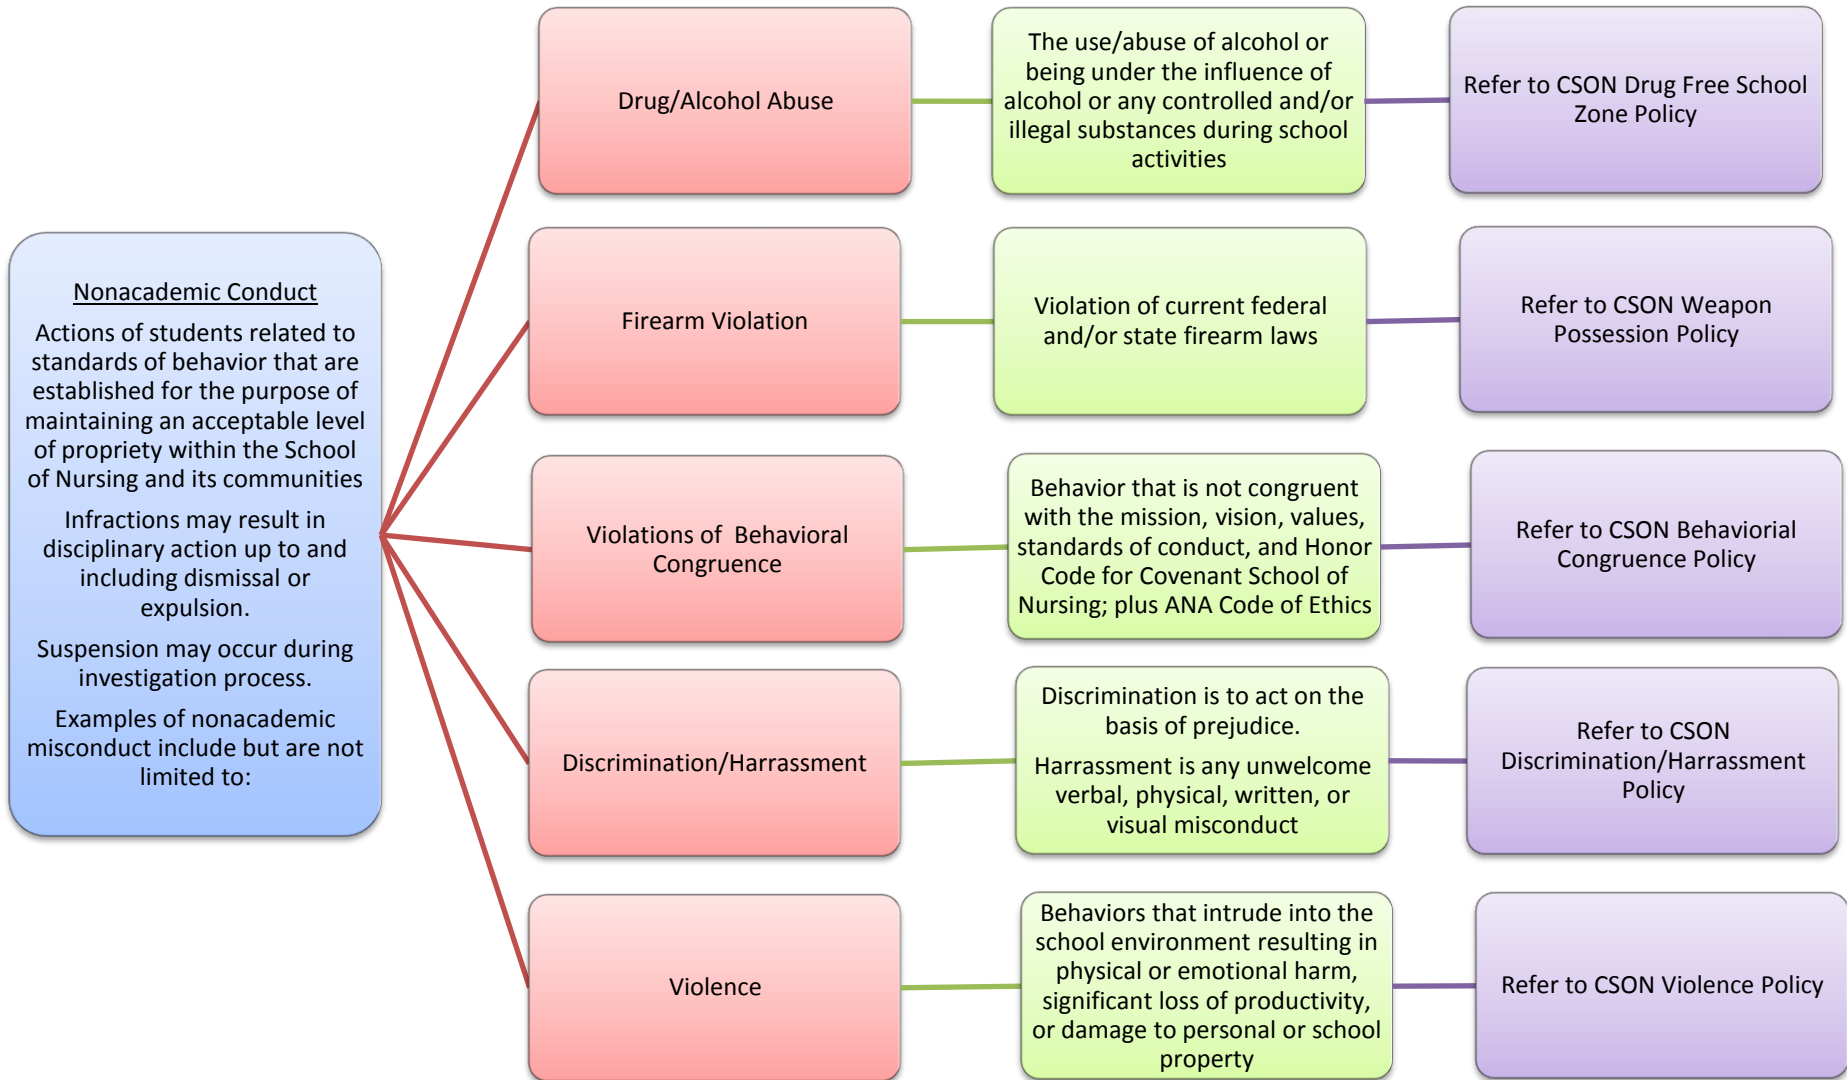 Nonacademic Conduct
Actions of students related to
standards of behavior that are
established for the purpose of
maintaining an acceptable level
of propriety within the School
of Nursing and its communities
Infractions may result in
disciplinary action up to and
including dismissal or
expulsion.
Suspension may occur during
investigation process.
Examples of nonacademic
misconduct include but are not
limited to:
Drug/Alcohol Abuse
The use/abuse of alcohol or
being under the influence of
alcohol or any controlled and/or
illegal substances during school
activities
Refer to CSON Drug Free School
Zone Policy
Firearm Violation
Violation of current federal
and/or state firearm laws
Refer to CSON Weapon
Possession Policy
Violations of  Behavioral
Congruence
Behavior that is not congruent
with the mission, vision, values,
standards of conduct, and Honor
Code for Covenant School of
Nursing; plus ANA Code of Ethics
Refer to CSON Behaviorial
Congruence Policy
Discrimination/Harrassment
Discrimination is to act on the
basis of prejudice.
Harrassment is any unwelcome
verbal, physical, written, or
visual misconduct
Refer to CSON
Discrimination/Harrassment
Policy
Violence
Behaviors that intrude into the
school environment resulting in
physical or emotional harm,
significant loss of productivity,
or damage to personal or school
property
Refer to CSON Violence Policy